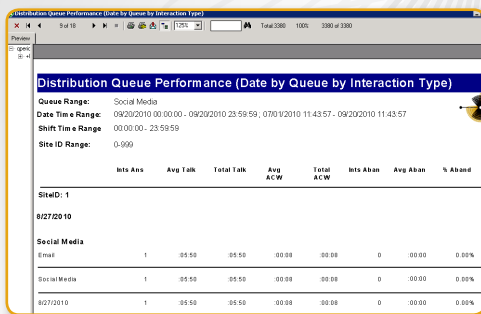 Distribution Queue Performance (Date by Queue by Interaction Type)
9 of 18 125% Total:3380 100% 3380 of 3380
Preview
Distribution Queue Performance (Date by Queue by Interaction Type)
Queue Range: Social Media
Date Time Range: 09/20/2010 00:00:00 - 09/20/2010 23:59:59 ; 07/01/2010 11:43:57 - 09/20/2010 11:43:57
Shift Time Range 00:00:00 - 23:59:59
Site ID Range: 0-999
Ints Ans Avg Talk Total Talk Avg ACW Total ACW Ints Aban Avg Aban % Aband
SiteID: 1
8/27/2010
Social Media
Email 1 :05:50 :05:50 :00:08 :00:08 0 :00:00 0.00%
Social Media 1 :05:50 :05:50 :00:08 :00:08 0 :00:00 0.00%
8/27/2010 1 :05:50 :05:50 :00:08 :00:08 0 :00:00 0.00%